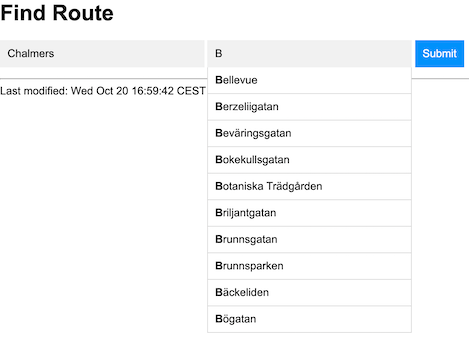 Find Route
Chalmers
B
Submit
Last modified: Wed Oct 20 16:59:42 CEST
Bellevue
Berzeliigatan
Beväringsgatan
Bokekullsgatan
Botaniska Trädgården
Briljantgatan
Brunnsgatan
Brunnsparken
Bäckeliden
Bögatan